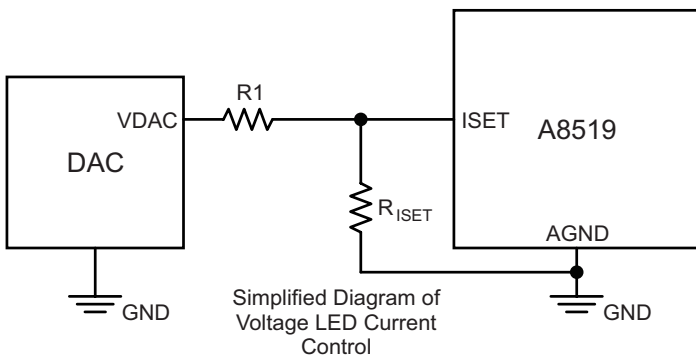 R1
VDAC
ISET
A8519
DAC
RISET
AGND
GND
GND
Simplified Diagram of
Voltage LED Current
Control